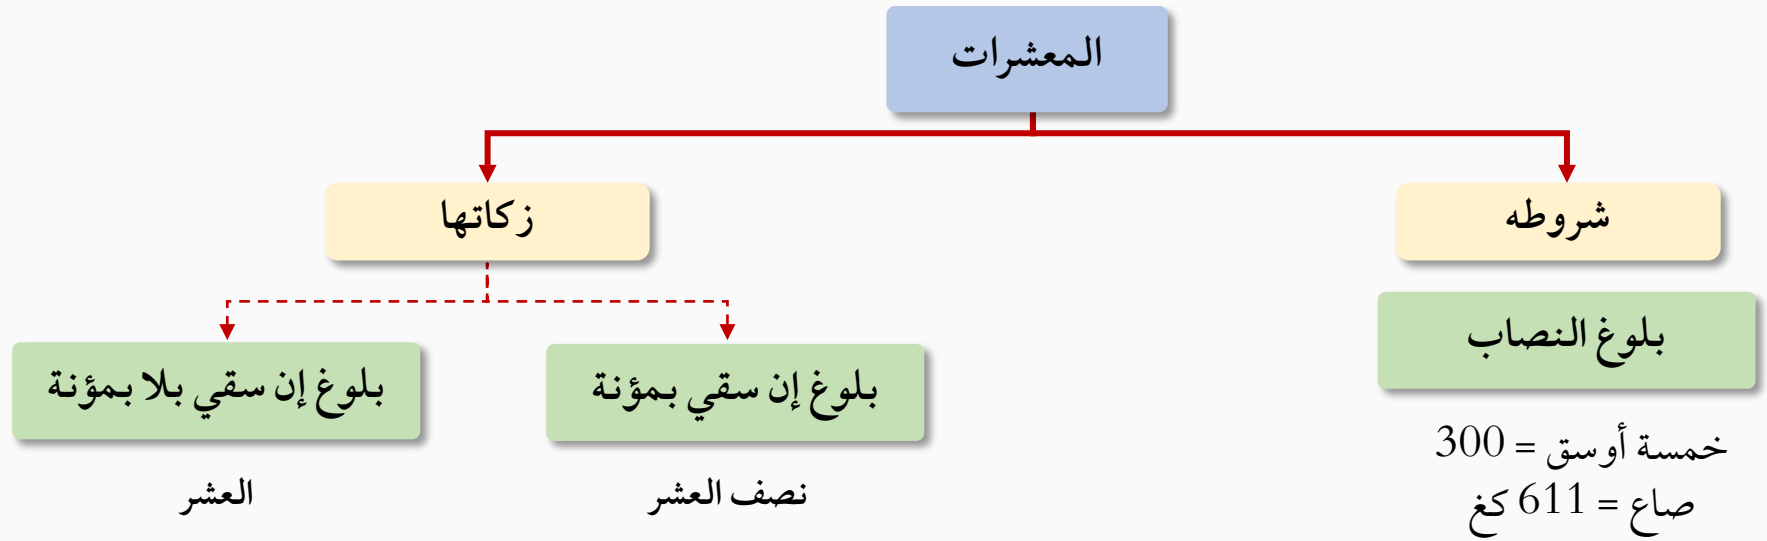 المعشرات
شروطه
زكاتها
بلوغ النصاب
خمسة أوسق = 300
صاع = 611 كغ
بلوغ إن سقي بمؤنة
نصف العشر
بلوغ إن سقي بلا بمؤنة
العشر